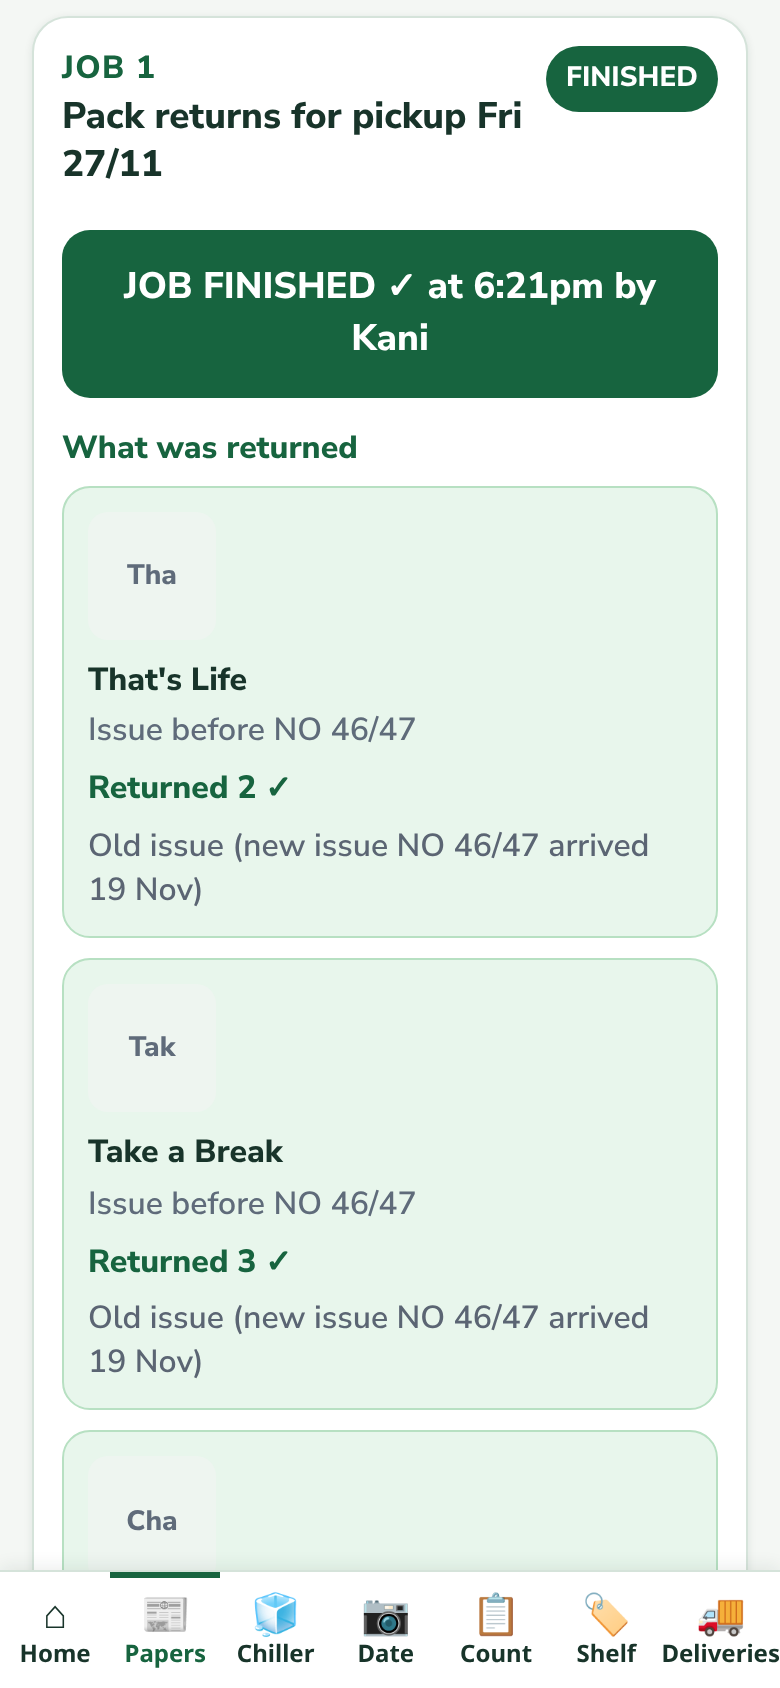 JOB 1
FINISHED
Pack returns for pickup Fri
27/11
JOB FINISHED ✓ at 6:21pm by
Kani
What was returned
Tha
That's Life
Issue before NO 46/47
Returned 2 ✓
Old issue (new issue NO 46/47 arrived
19 Nov)
Tak
Take a Break
Issue before NO 46/47
Returned 3 ✓
Old issue (new issue NO 46/47 arrived
19 Nov)
Cha
Home Papers Chiller Date Count Shelf Deliveries